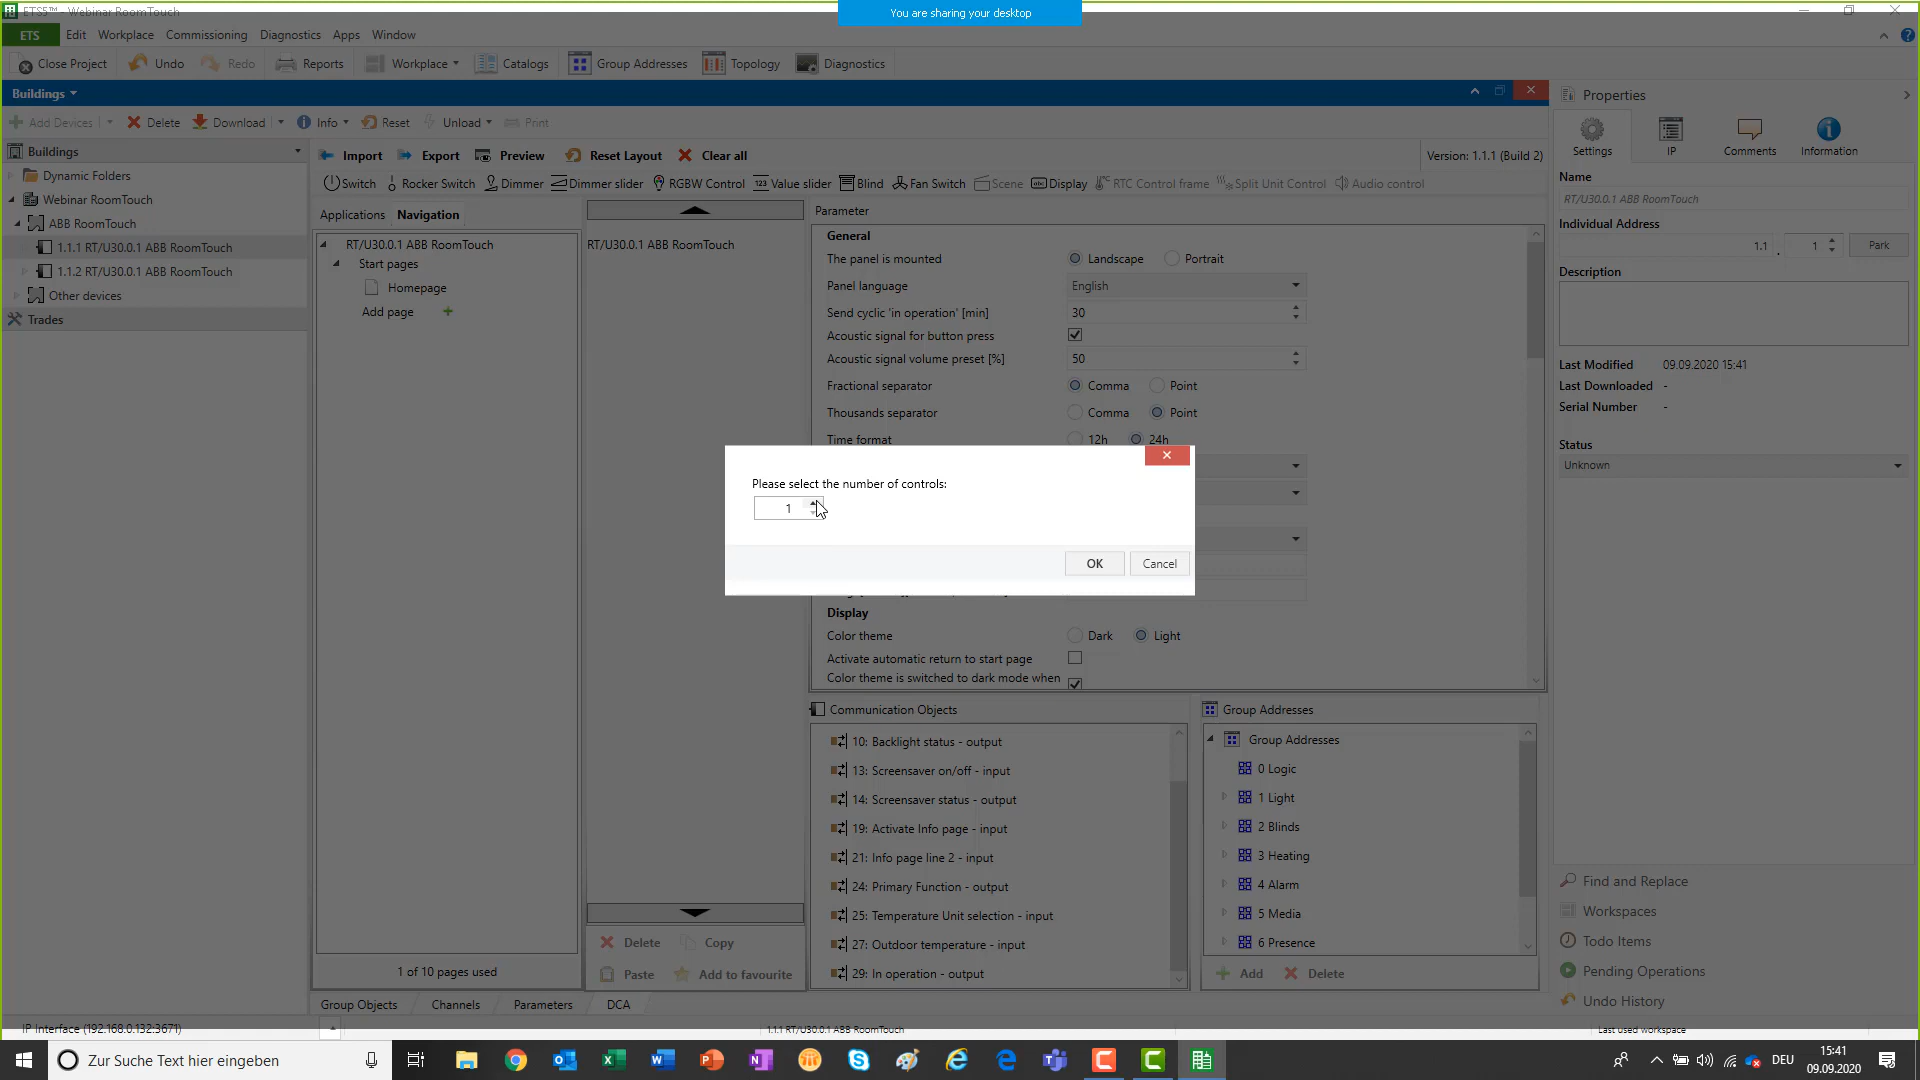 ETS5™ - Webinar RoomTouch
You are sharing your desktop
ETS Edit Workplace Commissioning Diagnostics Apps Window
Close Project Undo Redo Reports Workplace Catalogs Group Addresses Topology Diagnostics
Buildings
Add Devices Delete Download Info Reset Unload Print
Buildings
Dynamic Folders
Webinar RoomTouch
ABB RoomTouch
1.1.1 RT/U30.0.1 ABB RoomTouch
1.1.2 RT/U30.0.1 ABB RoomTouch
Other devices
Trades
Import Export Preview Reset Layout Clear all
Version: 1.1.1 (Build 2)
Switch Rocker Switch Dimmer Dimmer slider RGBW Control 123 Value slider Blind Fan Switch Scene abc Display RTC Control frame Split Unit Control Audio control
Applications Navigation
RT/U30.0.1 ABB RoomTouch
Start pages
Homepage
Add page
1 of 10 pages used
RT/U30.0.1 ABB RoomTouch
Delete Copy
Paste Add to favourite
Parameter
General
The panel is mounted Landscape Portrait
Panel language English
Send cyclic 'in operation' [min] 30
Acoustic signal for button press
Acoustic signal volume preset [%] 50
Fractional separator Comma Point
Thousands separator Comma Point
Time format 12h 24h
Please select the number of controls:
1
OK Cancel
Display
Color theme Dark Light
Activate automatic return to start page
Color theme is switched to dark mode when
Communication Objects
10: Backlight status - output
13: Screensaver on/off - input
14: Screensaver status - output
19: Activate Info page - input
21: Info page line 2 - input
24: Primary Function - output
25: Temperature Unit selection - input
27: Outdoor temperature - input
29: In operation - output
Group Addresses
Group Addresses
0 Logic
1 Light
2 Blinds
3 Heating
4 Alarm
5 Media
6 Presence
Add Delete
Group Objects Channels Parameters DCA
Properties
Settings IP Comments Information
Name
RT/U30.0.1 ABB RoomTouch
Individual Address
1.1 . 1 Park
Description
Last Modified 09.09.2020 15:41
Last Downloaded -
Serial Number -
Status
Unknown
Find and Replace
Workspaces
Todo Items
Pending Operations
Undo History
IP Interface (192.168.0.132:3671)
1.1.1 RT/U30.0.1 ABB RoomTouch
Last used workspace
Zur Suche Text hier eingeben
DEU
15:41
09.09.2020